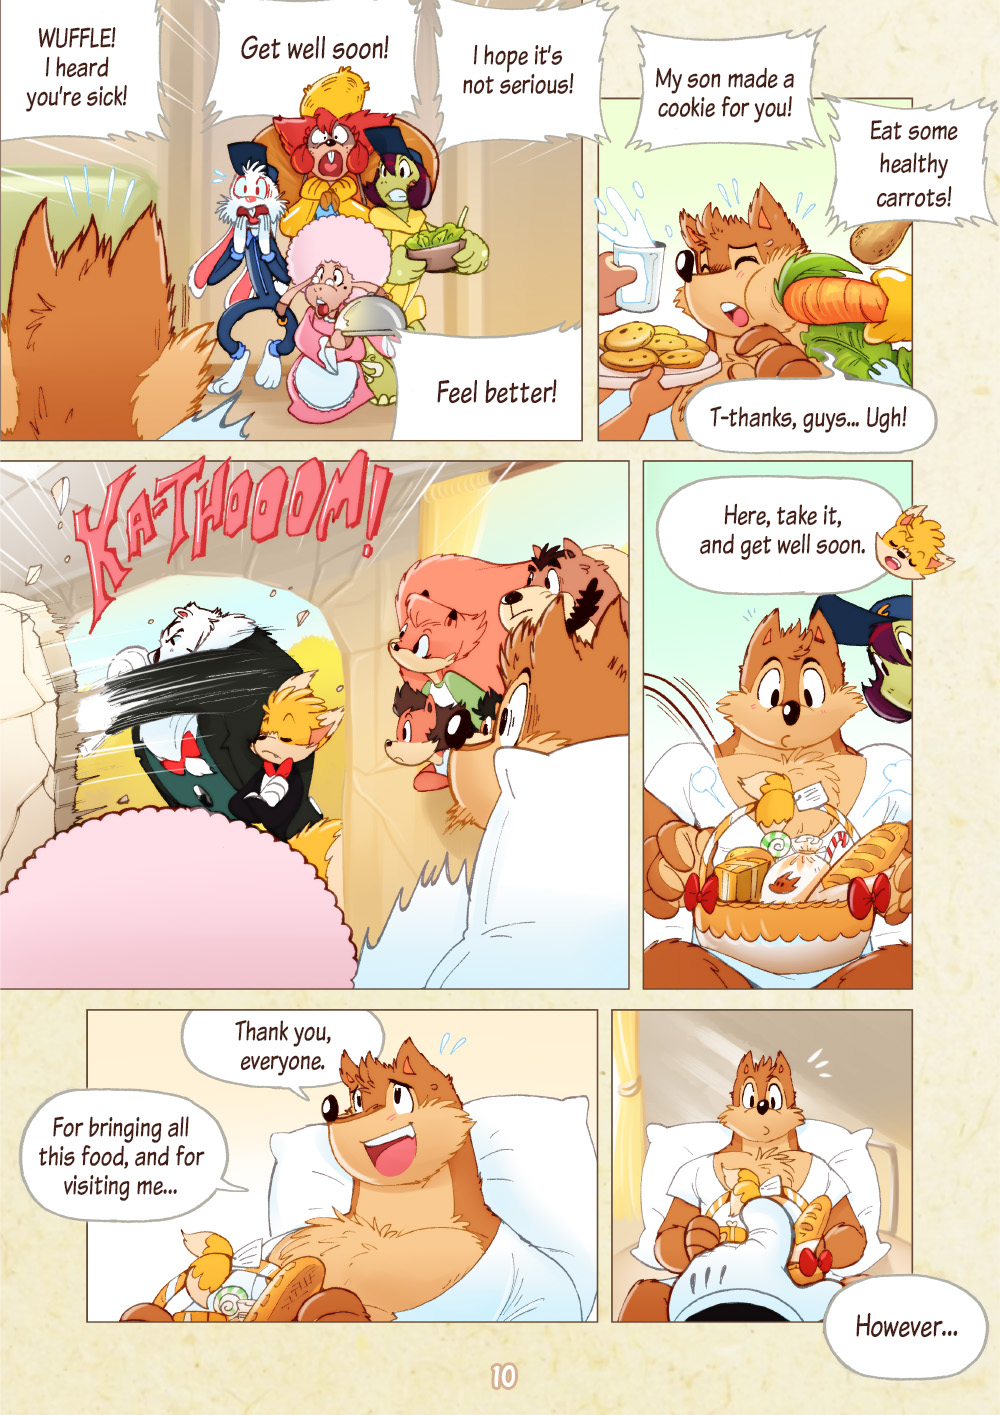 WUFFLE!
I heard
you're sick!
Get well soon!
I hope it's
not serious!
My son made a
cookie for you!
Eat some
healthy
carrots!
Feel better!
T-thanks, guys... Ugh!
KA-THOOOM!
Here, take it,
and get well soon.
Thank you,
everyone.
For bringing all
this food, and for
visiting me...
However...
10